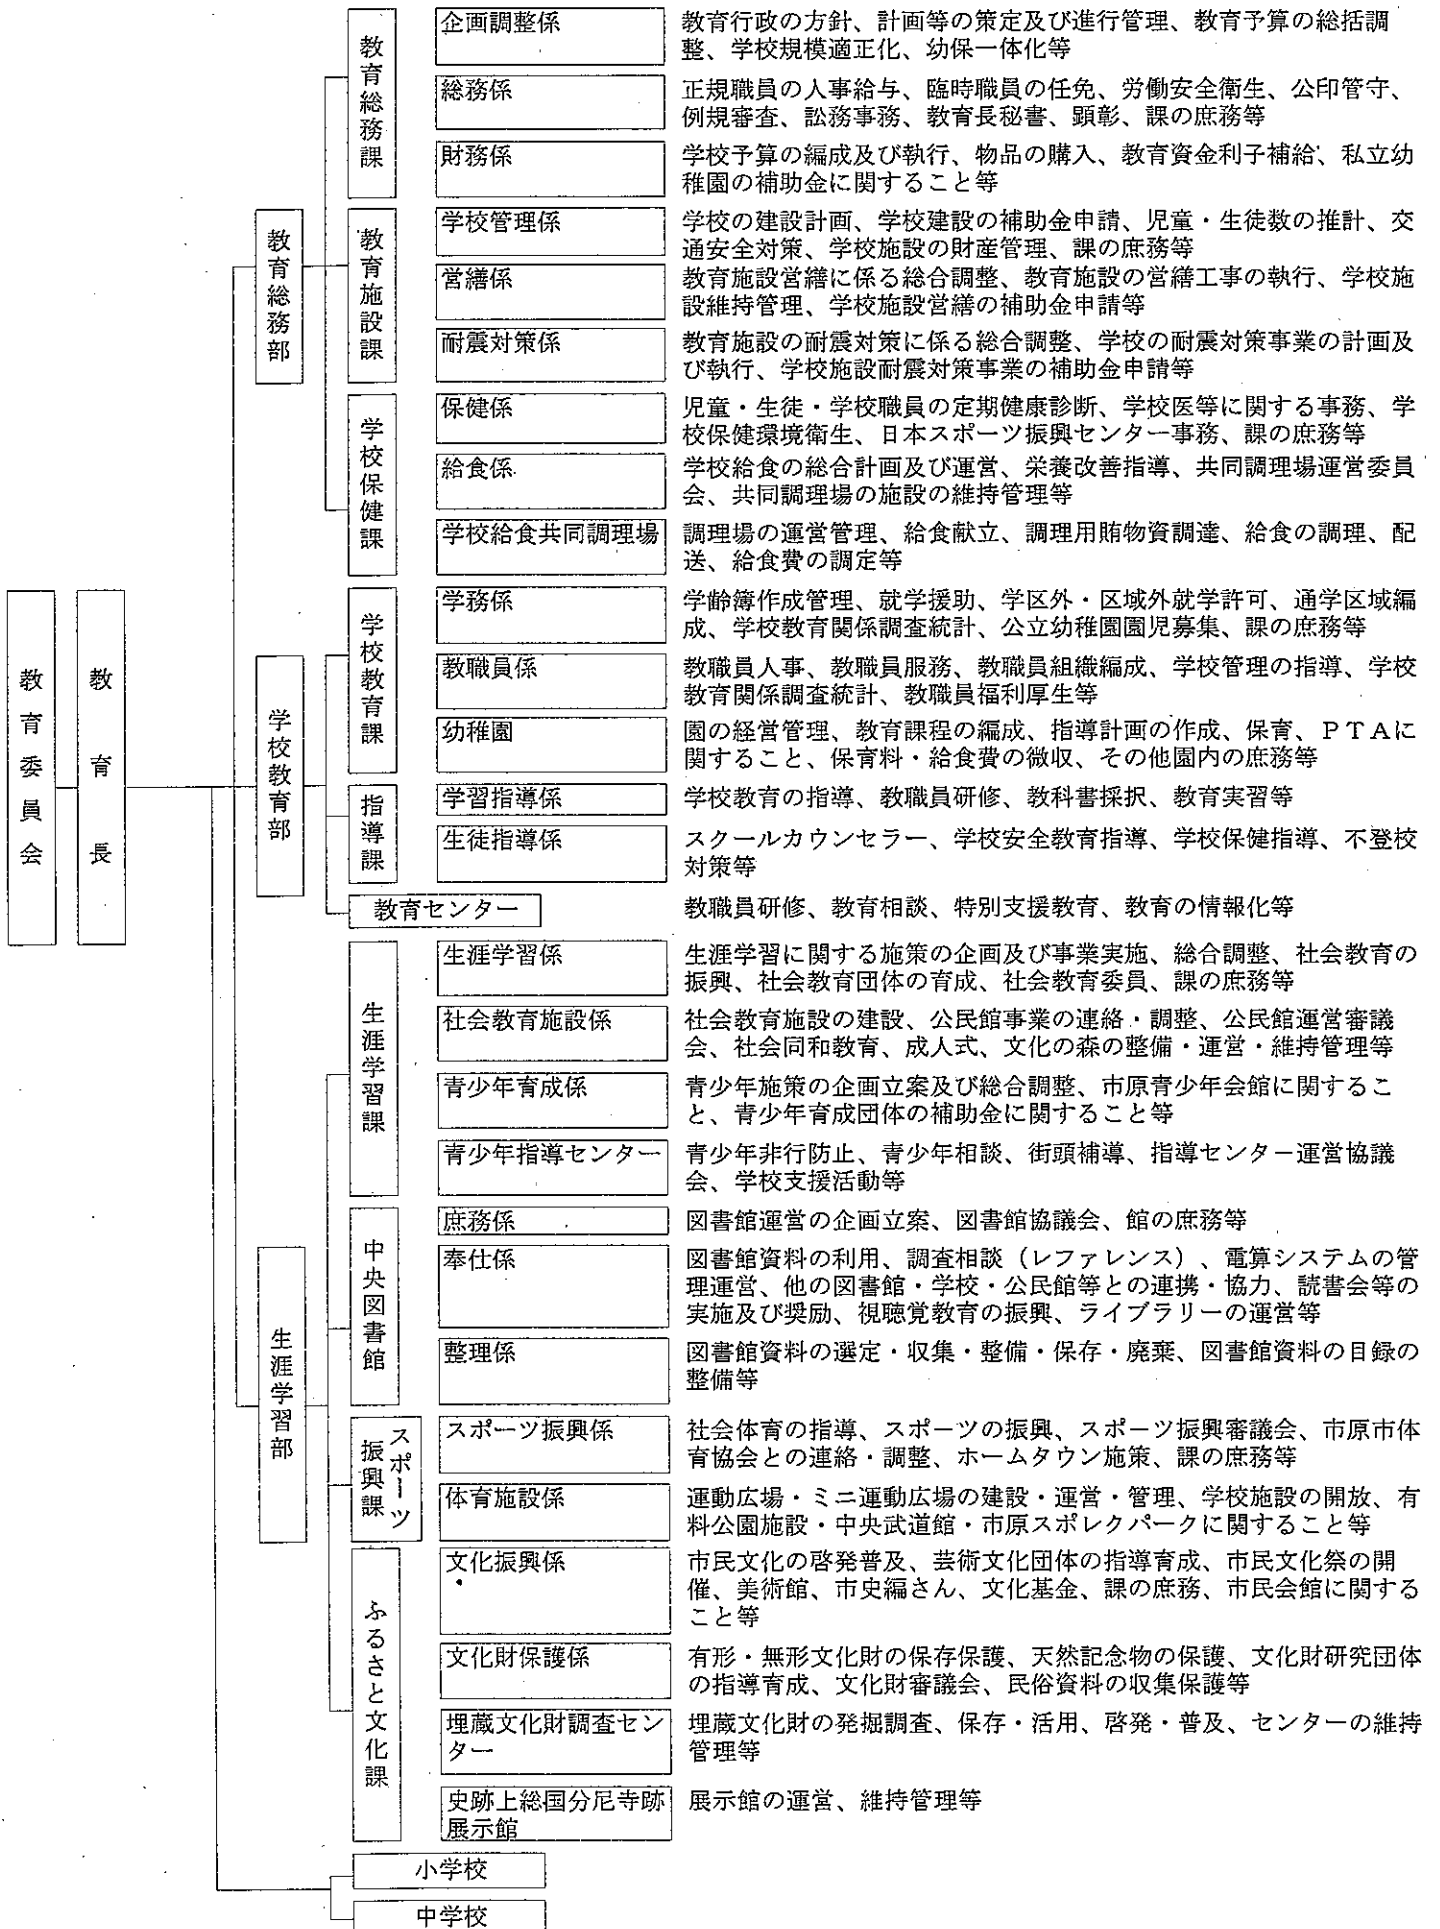 教育委員会
教育長
教育総務部
教育総務課
企画調整係
教育行政の方針、計画等の策定及び進行管理、教育予算の総括調
整、学校規模適正化、幼保一体化等
総務係
正規職員の人事給与、臨時職員の任免、労働安全衛生、公印管守、
例規審査、訟務事務、教育長秘書、顕彰、課の庶務等
財務係
学校予算の編成及び執行、物品の購入、教育資金利子補給、私立幼
稚園の補助金に関すること等
教育施設課
学校管理係
学校の建設計画、学校建設の補助金申請、児童・生徒数の推計、交
通安全対策、学校施設の財産管理、課の庶務等
営繕係
教育施設営繕に係る総合調整、教育施設の営繕工事の執行、学校施
設維持管理、学校施設営繕の補助金申請等
耐震対策係
教育施設の耐震対策に係る総合調整、学校の耐震対策事業の計画及
び執行、学校施設耐震対策事業の補助金申請等
学校保健課
保健係
児童・生徒・学校職員の定期健康診断、学校医等に関する事務、学
校保健環境衛生、日本スポーツ振興センター事務、課の庶務等
給食係
学校給食の総合計画及び運営、栄養改善指導、共同調理場運営委員
会、共同調理場の施設の維持管理等
学校給食共同調理場
調理場の運営管理、給食献立、調理用賄物資調達、給食の調理、配
送、給食費の調定等
学校教育部
学校教育課
学務係
学齢簿作成管理、就学援助、学区外・区域外就学許可、通学区域編
成、学校教育関係調査統計、公立幼稚園園児募集、課の庶務等
教職員係
教職員人事、教職員服務、教職員組織編成、学校管理の指導、学校
教育関係調査統計、教職員福利厚生等
幼稚園
園の経営管理、教育課程の編成、指導計画の作成、保育、PTAに
関すること、保育料・給食費の徴収、その他園内の庶務等
指導課
学習指導係
学校教育の指導、教職員研修、教科書採択、教育実習等
生徒指導係
スクールカウンセラー、学校安全教育指導、学校保健指導、不登校
対策等
教育センター
教職員研修、教育相談、特別支援教育、教育の情報化等
生涯学習部
生涯学習課
生涯学習係
生涯学習に関する施策の企画及び事業実施、総合調整、社会教育の
振興、社会教育団体の育成、社会教育委員、課の庶務等
社会教育施設係
社会教育施設の建設、公民館事業の連絡・調整、公民館運営審議
会、社会同和教育、成人式、文化の森の整備・運営・維持管理等
青少年育成係
青少年施策の企画立案及び総合調整、市原青少年会館に関するこ
と、青少年育成団体の補助金に関すること等
青少年指導センター
青少年非行防止、青少年相談、街頭補導、指導センター運営協議
会、学校支援活動等
中央図書館
庶務係
図書館運営の企画立案、図書館協議会、館の庶務等
奉仕係
図書館資料の利用、調査相談（レファレンス）、電算システムの管
理運営、他の図書館・学校・公民館等との連携・協力、読書会等の
実施及び奨励、視聴覚教育の振興、ライブラリーの運営等
整理係
図書館資料の選定・収集・整備・保存・廃棄、図書館資料の目録の
整備等
スポーツ
振興課
スポーツ振興係
社会体育の指導、スポーツの振興、スポーツ振興審議会、市原市体
育協会との連絡・調整、ホームタウン施策、課の庶務等
体育施設係
運動広場・ミニ運動広場の建設・運営・管理、学校施設の開放、有
料公園施設・中央武道館・市原スポレクパークに関すること等
ふるさと文化課
文化振興係
市民文化の啓発普及、芸術文化団体の指導育成、市民文化祭の開
催、美術館、市史編さん、文化基金、課の庶務、市民会館に関する
こと等
文化財保護係
有形・無形文化財の保存保護、天然記念物の保護、文化財研究団体
の指導育成、文化財審議会、民俗資料の収集保護等
埋蔵文化財調査セン
ター
埋蔵文化財の発掘調査、保存・活用、啓発・普及、センターの維持
管理等
史跡上総国分尼寺跡
展示館
展示館の運営、維持管理等
小学校
中学校